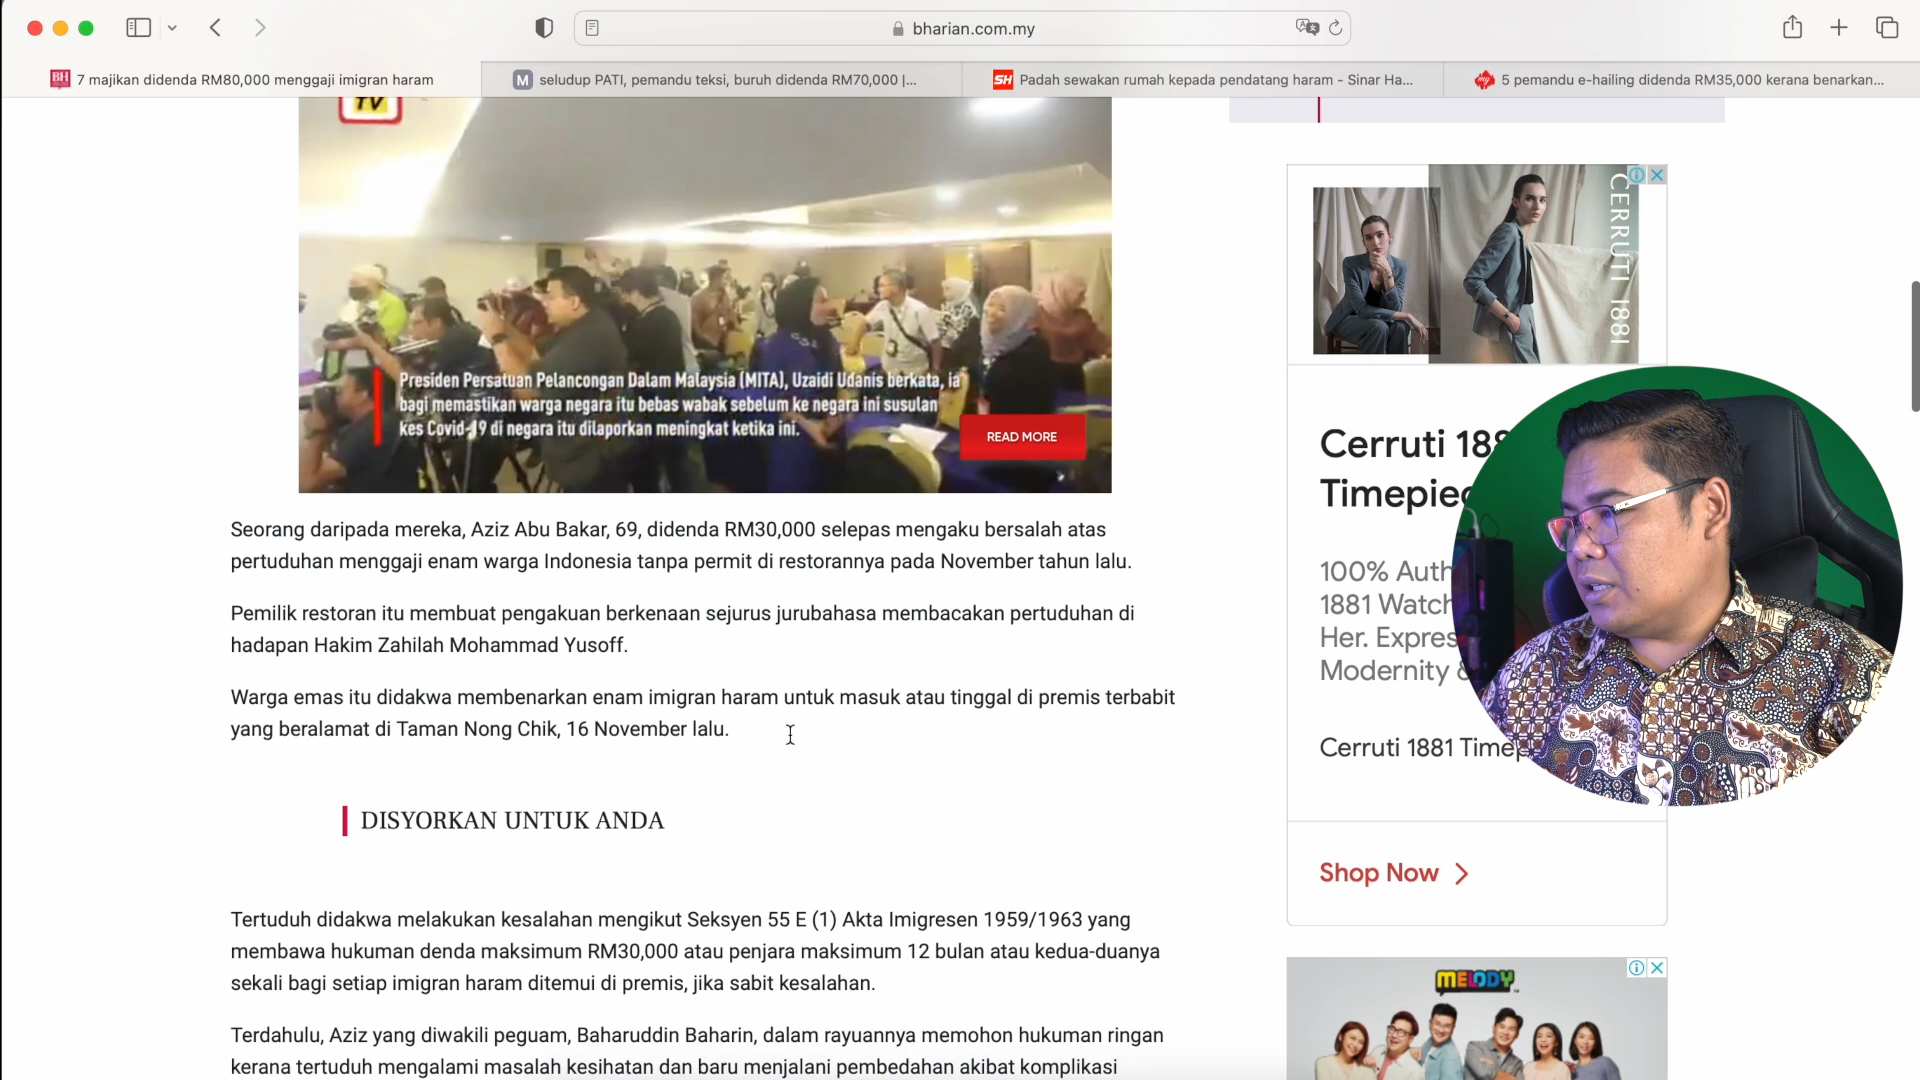 bharian.com.my
BH
7 majikan didenda RM80,000 menggaji imigran haram
M
seludup PATI, pemandu teksi, buruh didenda RM70,000 |...
SH
Padah sewakan rumah kepada pendatang haram - Sinar Ha...
my
5 pemandu e-hailing didenda RM35,000 kerana benarkan...
TV
Presiden Persatuan Pelancongan Dalam Malaysia (MITA), Uzaidi Udanis berkata, ia
bagi memastikan warga negara itu bebas wabak sebelum ke negara ini susulan
kes Covid-19 di negara itu dilaporkan meningkat ketika ini.
READ MORE
Seorang daripada mereka, Aziz Abu Bakar, 69, didenda RM30,000 selepas mengaku bersalah atas
pertuduhan menggaji enam warga Indonesia tanpa permit di restorannya pada November tahun lalu.
Pemilik restoran itu membuat pengakuan berkenaan sejurus jurubahasa membacakan pertuduhan di
hadapan Hakim Zahilah Mohammad Yusoff.
Warga emas itu didakwa membenarkan enam imigran haram untuk masuk atau tinggal di premis terbabit
yang beralamat di Taman Nong Chik, 16 November lalu.
DISYORKAN UNTUK ANDA
Tertuduh didakwa melakukan kesalahan mengikut Seksyen 55 E (1) Akta Imigresen 1959/1963 yang
membawa hukuman denda maksimum RM30,000 atau penjara maksimum 12 bulan atau kedua-duanya
sekali bagi setiap imigran haram ditemui di premis, jika sabit kesalahan.
Terdahulu, Aziz yang diwakili peguam, Baharuddin Baharin, dalam rayuannya memohon hukuman ringan
kerana tertuduh mengalami masalah kesihatan dan baru menjalani pembedahan akibat komplikasi
CERRUTI 1881
Cerruti 188
Timepie
100% Auth
1881 Watch
Her. Expres
Modernity &
Cerruti 1881 Timep
Shop Now
MELODY